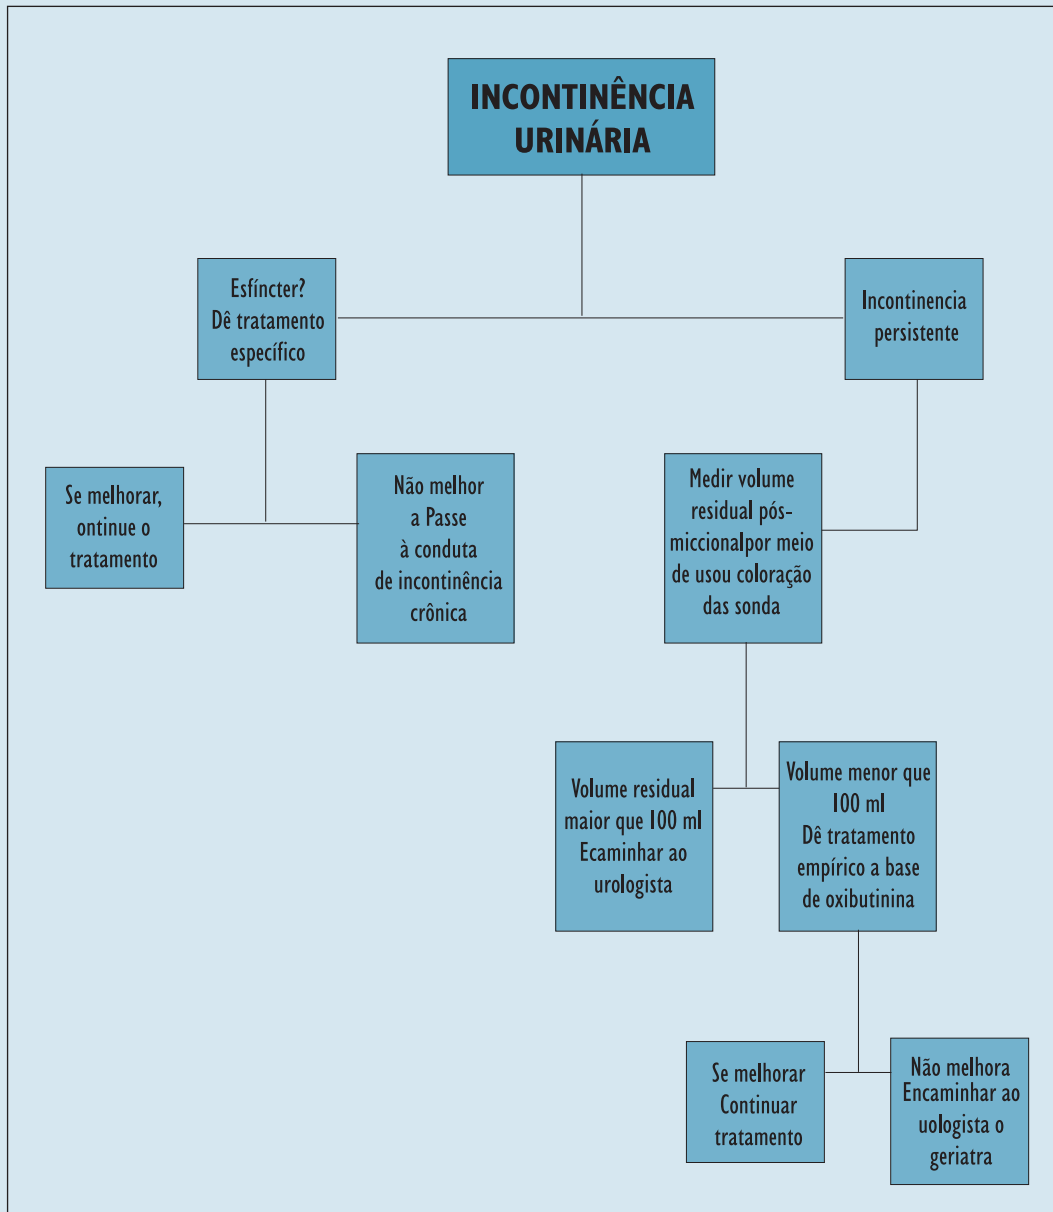 INCONTINÊNCIA
URINÁRIA
Esfíncter?
Dê tratamento
específico
Incontinencia
persistente
Se melhorar,
ontinue o
tratamento
Não melhor
a Passe
à conduta
de incontinência
crônica
Medir volume
residual pós-
miccionalpor meio
de usou coloração
das sonda
Volume residual
maior que 100 ml
Ecaminhar ao
urologista
Volume menor que
100 ml
Dê tratamento
empírico a base
de oxibutinina
Se melhorar
Continuar
tratamento
Não melhora
Encaminhar ao
uologista o
geriatra